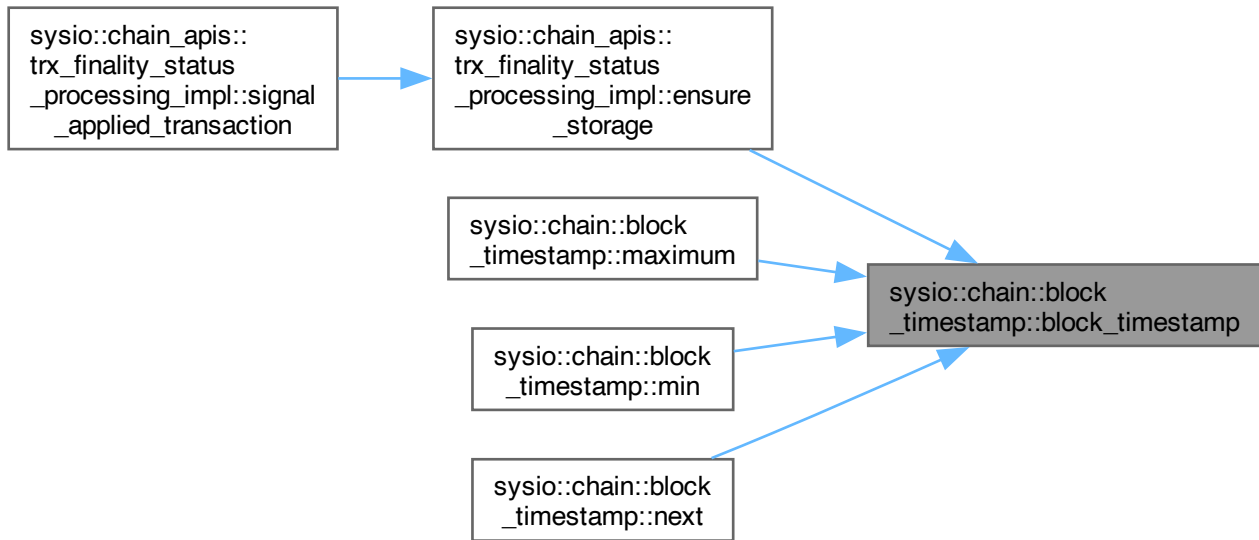 sysio::chain_apis::
trx_finality_status
_processing_impl::signal
_applied_transaction
sysio::chain_apis::
trx_finality_status
_processing_impl::ensure
_storage
sysio::chain::block
_timestamp::maximum
sysio::chain::block
_timestamp::min
sysio::chain::block
_timestamp::next
sysio::chain::block
_timestamp::block_timestamp